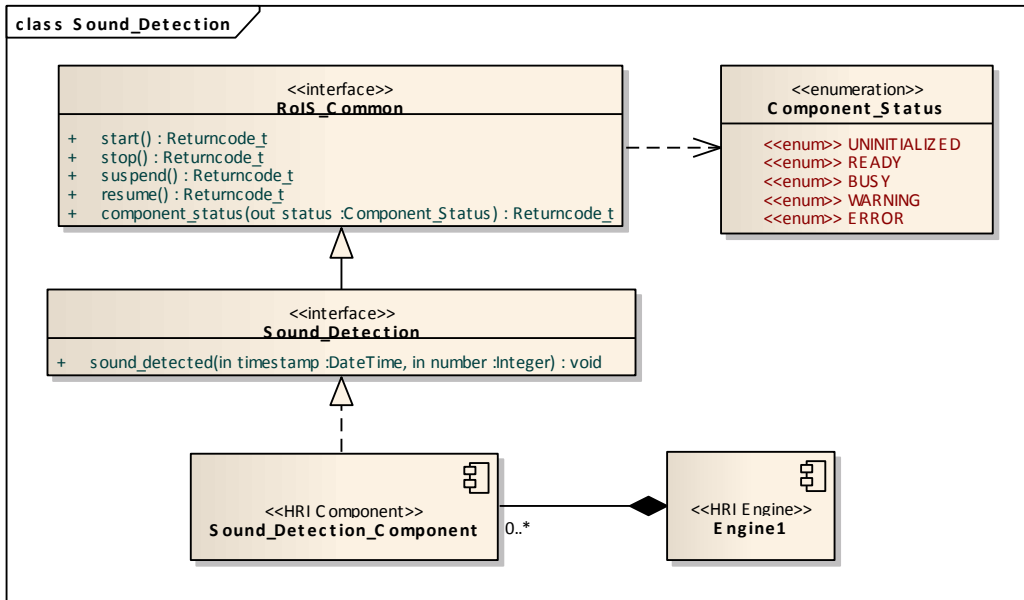 class Sound_Detection
<<interface>>
RoIS_Common
+ start() : Returncode_t
+ stop() : Returncode_t
+ suspend() : Returncode_t
+ resume() : Returncode_t
+ component_status(out status :Component_Status) : Returncode_t
<<enumeration>>
Component_Status
<<enum>> UNINITIALIZED
<<enum>> READY
<<enum>> BUSY
<<enum>> WARNING
<<enum>> ERROR
<<interface>>
Sound_Detection
+ sound_detected(in timestamp :DateTime, in number :Integer) : void
<<HRI Component>>
Sound_Detection_Component
0..*
<<HRI Engine>>
Engine1